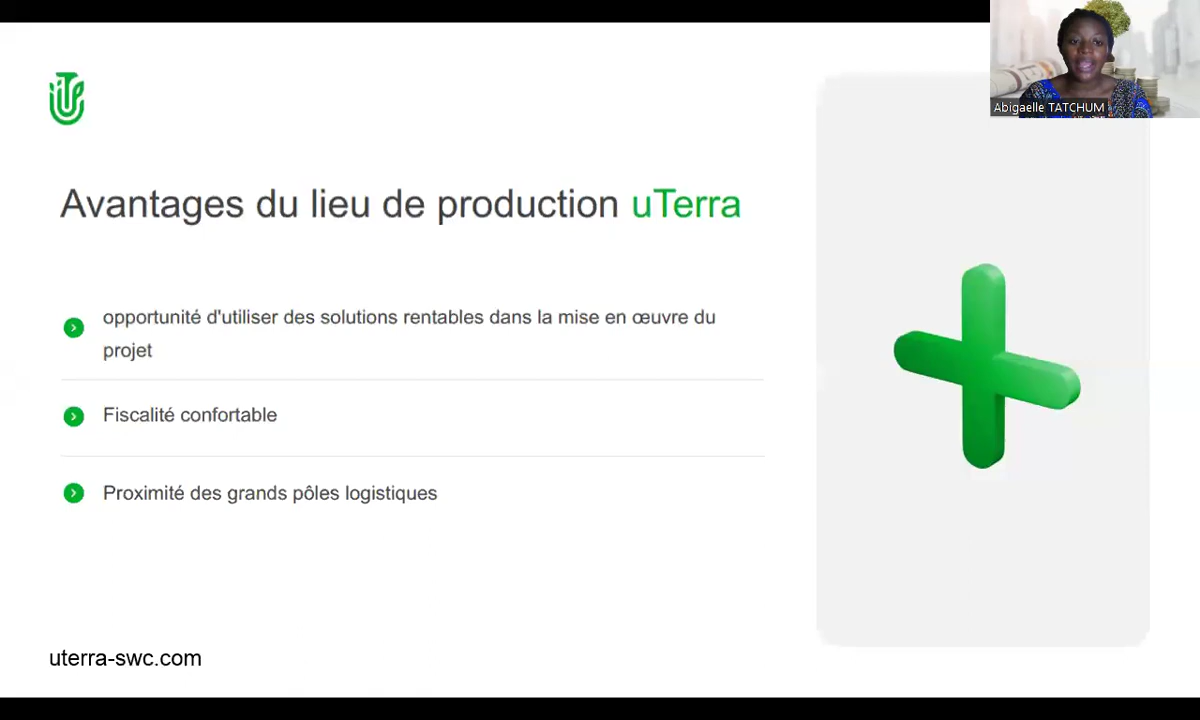 Abigaelle TATCHUM
Avantages du lieu de production uTerra
opportunité d'utiliser des solutions rentables dans la mise en œuvre du
projet
Fiscalité confortable
Proximité des grands pôles logistiques
uterra-swc.com